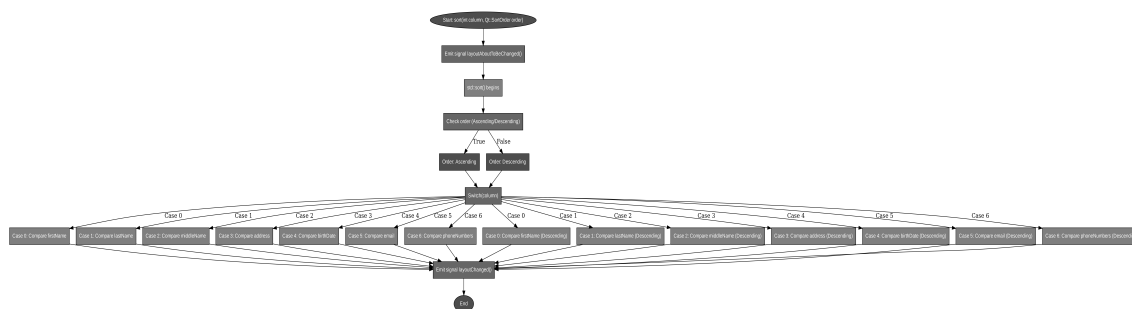 Start: sort(int column, Qt::SortOrder order)
Emit signal layoutAboutToBeChanged()
std::sort() begins
Check order (Ascending/Descending)
True
False
Order: Ascending
Order: Descending
Switch(column)
Case 0
Case 1
Case 2
Case 3
Case 4
Case 5
Case 6
Case 0
Case 1
Case 2
Case 3
Case 4
Case 5
Case 6
Case 0: Compare firstName
Case 1: Compare lastName
Case 2: Compare middleName
Case 3: Compare address
Case 4: Compare birthDate
Case 5: Compare email
Case 6: Compare phoneNumbers
Case 0: Compare firstName (Descending)
Case 1: Compare lastName (Descending)
Case 2: Compare middleName (Descending)
Case 3: Compare address (Descending)
Case 4: Compare birthDate (Descending)
Case 5: Compare email (Descending)
Case 6: Compare phoneNumbers (Descendin
Emit signal layoutChanged()
End